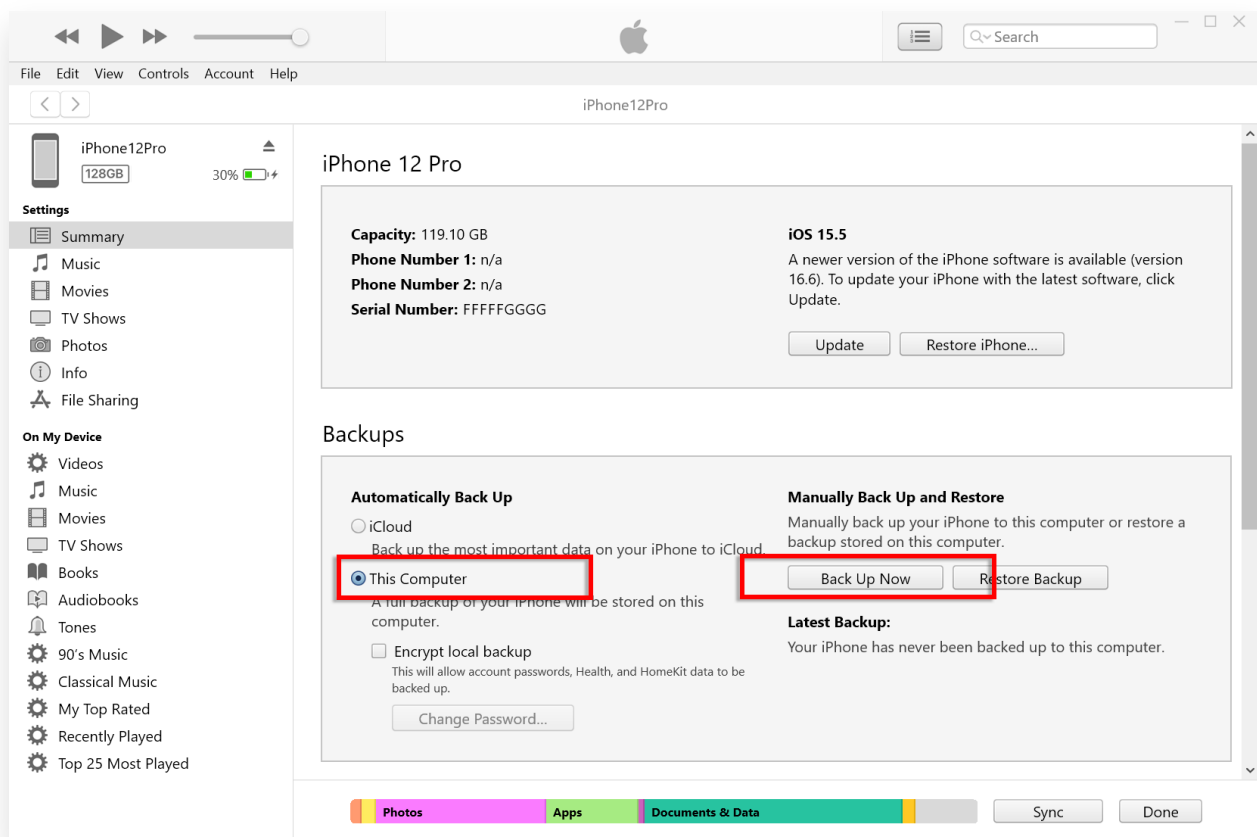 Search
File Edit View Controls Account Help
iPhone12Pro
iPhone12Pro
128GB
30%
Settings
Summary
Music
Movies
TV Shows
Photos
Info
File Sharing
On My Device
Videos
Music
Movies
TV Shows
Books
Audiobooks
Tones
90's Music
Classical Music
My Top Rated
Recently Played
Top 25 Most Played
iPhone 12 Pro
Capacity: 119.10 GB
Phone Number 1: n/a
Phone Number 2: n/a
Serial Number: FFFFFGGGG
iOS 15.5
A newer version of the iPhone software is available (version
16.6). To update your iPhone with the latest software, click
Update.
Update Restore iPhone...
Backups
Automatically Back Up
iCloud
Back up the most important data on your iPhone to iCloud.
This Computer
A full backup of your iPhone will be stored on this
computer.
Encrypt local backup
This will allow account passwords, Health, and HomeKit data to be
backed up.
Change Password...
Manually Back Up and Restore
Manually back up your iPhone to this computer or restore a
backup stored on this computer.
Back Up Now Restore Backup
Latest Backup:
Your iPhone has never been backed up to this computer.
Photos Apps Documents & Data Sync Done